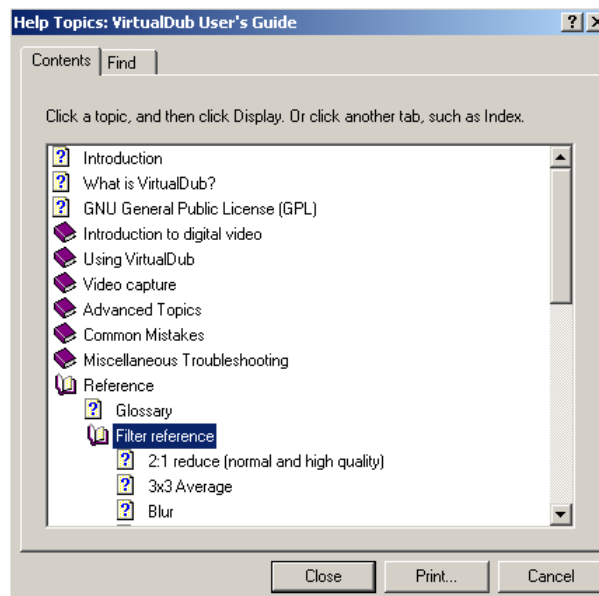 Help Topics: VirtualDub User's Guide
Contents
Find
Click a topic, and then click Display. Or click another tab, such as Index.
Introduction
What is VirtualDub?
GNU General Public License (GPL)
Introduction to digital video
Using VirtualDub
Video capture
Advanced Topics
Common Mistakes
Miscellaneous Troubleshooting
Reference
Glossary
Filter reference
2:1 reduce (normal and high quality)
3x3 Average
Blur
Close
Print...
Cancel